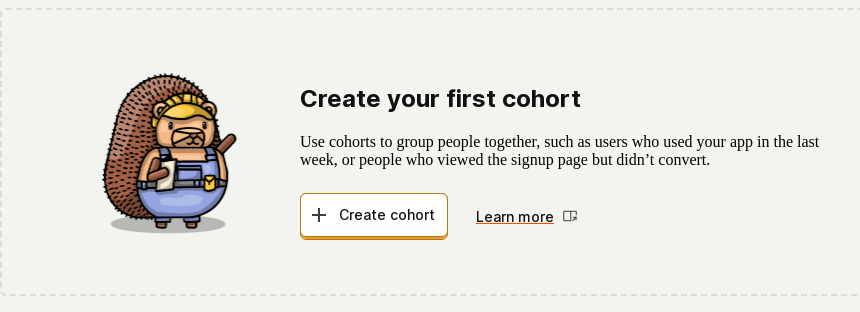 Create your first cohort
Use cohorts to group people together, such as users who used your app in the last
week, or people who viewed the signup page but didn’t convert.
Create cohort
Learn more